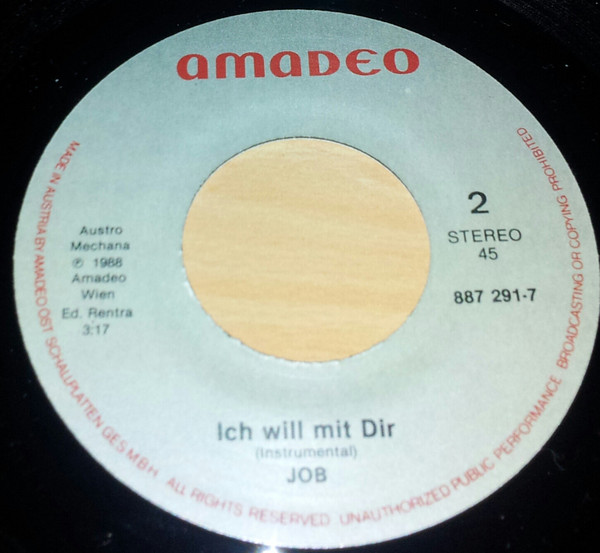 amaDEO
Austro
Mechana
℗ 1988
Amadeo
Wien
Ed. Rentra
3:17
2
STEREO
45
887 291-7
Ich will mit Dir
(Instrumental)
JOB
MADE IN AUSTRIA BY AMADEO ÖST SCHALLPLATTEN GES M B H ALL RIGHTS RESERVED UNAUTHORIZED PUBLIC PERFORMANCE BROADCASTING OR COPYING PROHIBITED